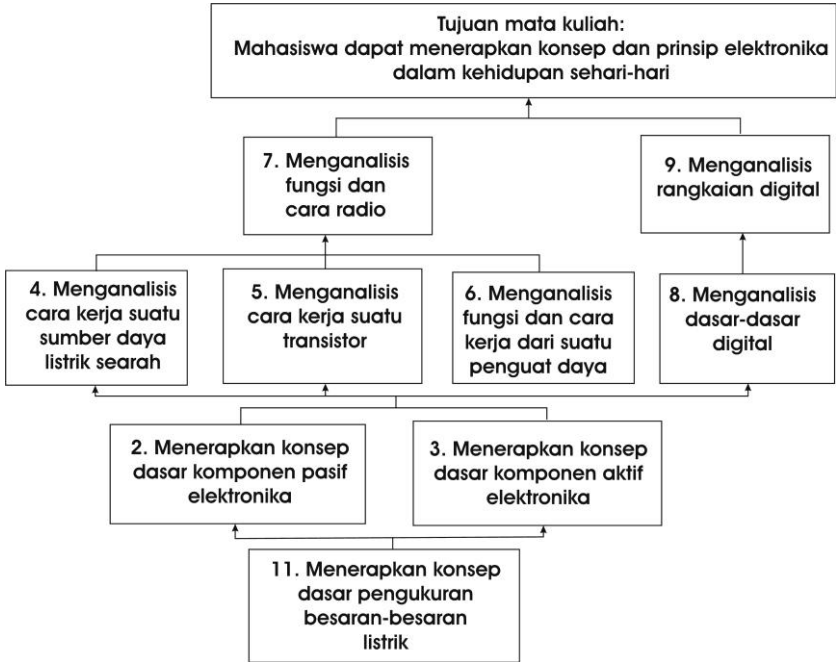 Tujuan mata kuliah:
Mahasiswa dapat menerapkan konsep dan prinsip elektronika
dalam kehidupan sehari-hari
7. Menganalisis
fungsi dan
cara radio
9. Menganalisis
rangkaian digital
4. Menganalisis
cara kerja suatu
sumber daya
listrik searah
5. Menganalisis
cara kerja suatu
transistor
6. Menganalisis
fungsi dan cara
kerja dari suatu
penguat daya
8. Menganalisis
dasar-dasar
digital
2. Menerapkan konsep
dasar komponen pasif
elektronika
3. Menerapkan konsep
dasar komponen aktif
elektronika
11. Menerapkan konsep
dasar pengukuran
besaran-besaran
listrik